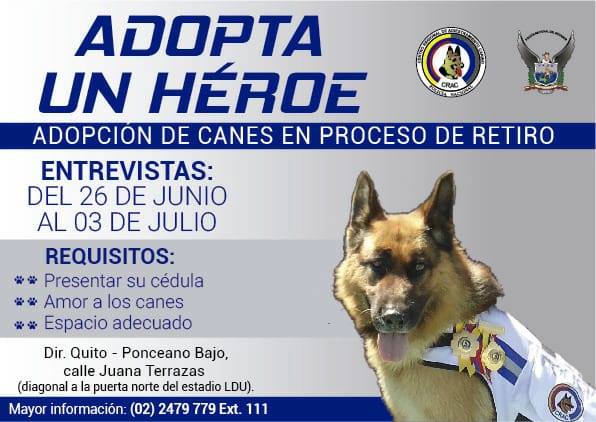 ADOPTA
UN HÉROE
CRAC
ADOPCIÓN DE CANES EN PROCESO DE RETIRO
ENTREVISTAS:
DEL 26 DE JUNIO
AL 03 DE JULIO
REQUISITOS:
Presentar su cédula
Amor a los canes
Espacio adecuado
Dir. Quito - Ponceano Bajo,
calle Juana Terrazas
(diagonal a la puerta norte del estadio LDU).
Mayor información: (02) 2479 779 Ext. 111